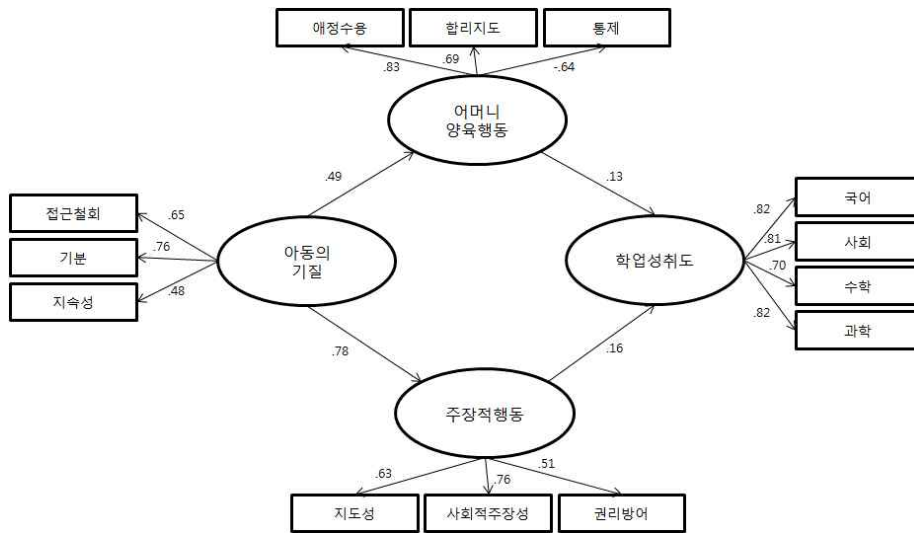 애정수용 합리지도 통제
.83 .69 -.64
어머니
양육행동
.49 .13
접근철회
기분
지속성
.65
.76
.48
아동의
기질
학업성취도
.82
.81
.70
.82
국어
사회
수학
과학
.78 .16
주장적행동
.63 .76 .51
지도성 사회적주장성 권리방어